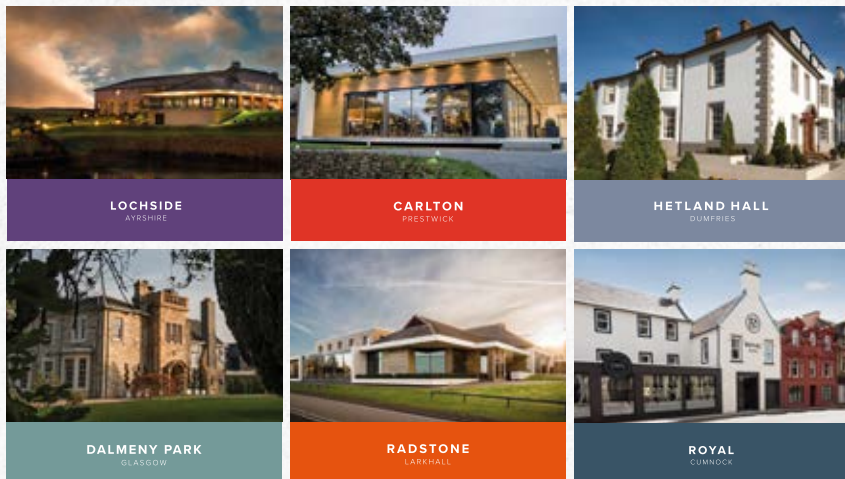 LOCHSIDE
AYRSHIRE
CARLTON
PRESTWICK
HETLAND HALL
DUMFRIES
DALMENY PARK
GLASGOW
RADSTONE
LARKHALL
ROYAL
CUMNOCK